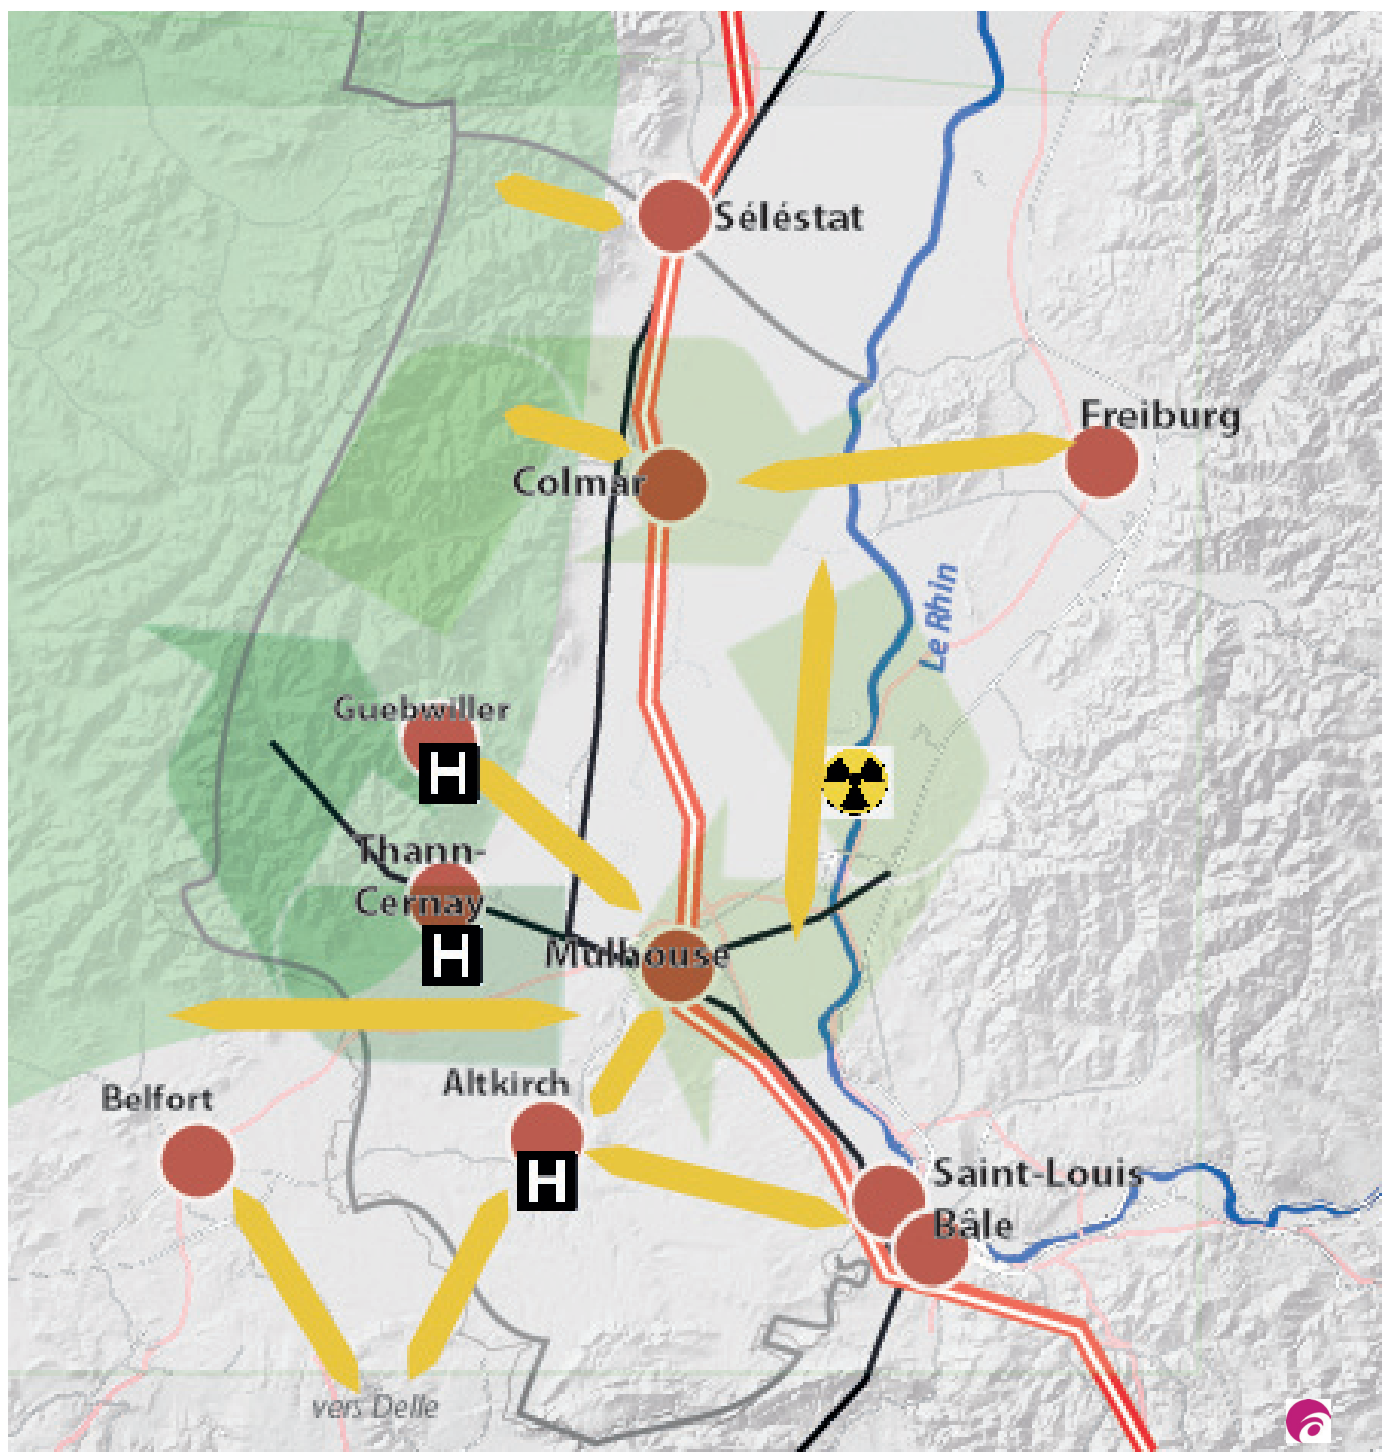 Séléstat
Freiburg
Colmar
Le Rhin
Guebwiller
H
Thann-
Cernay
H
Mulhouse
Altkirch
Belfort
H
Saint-Louis
Bâle
vers Delle